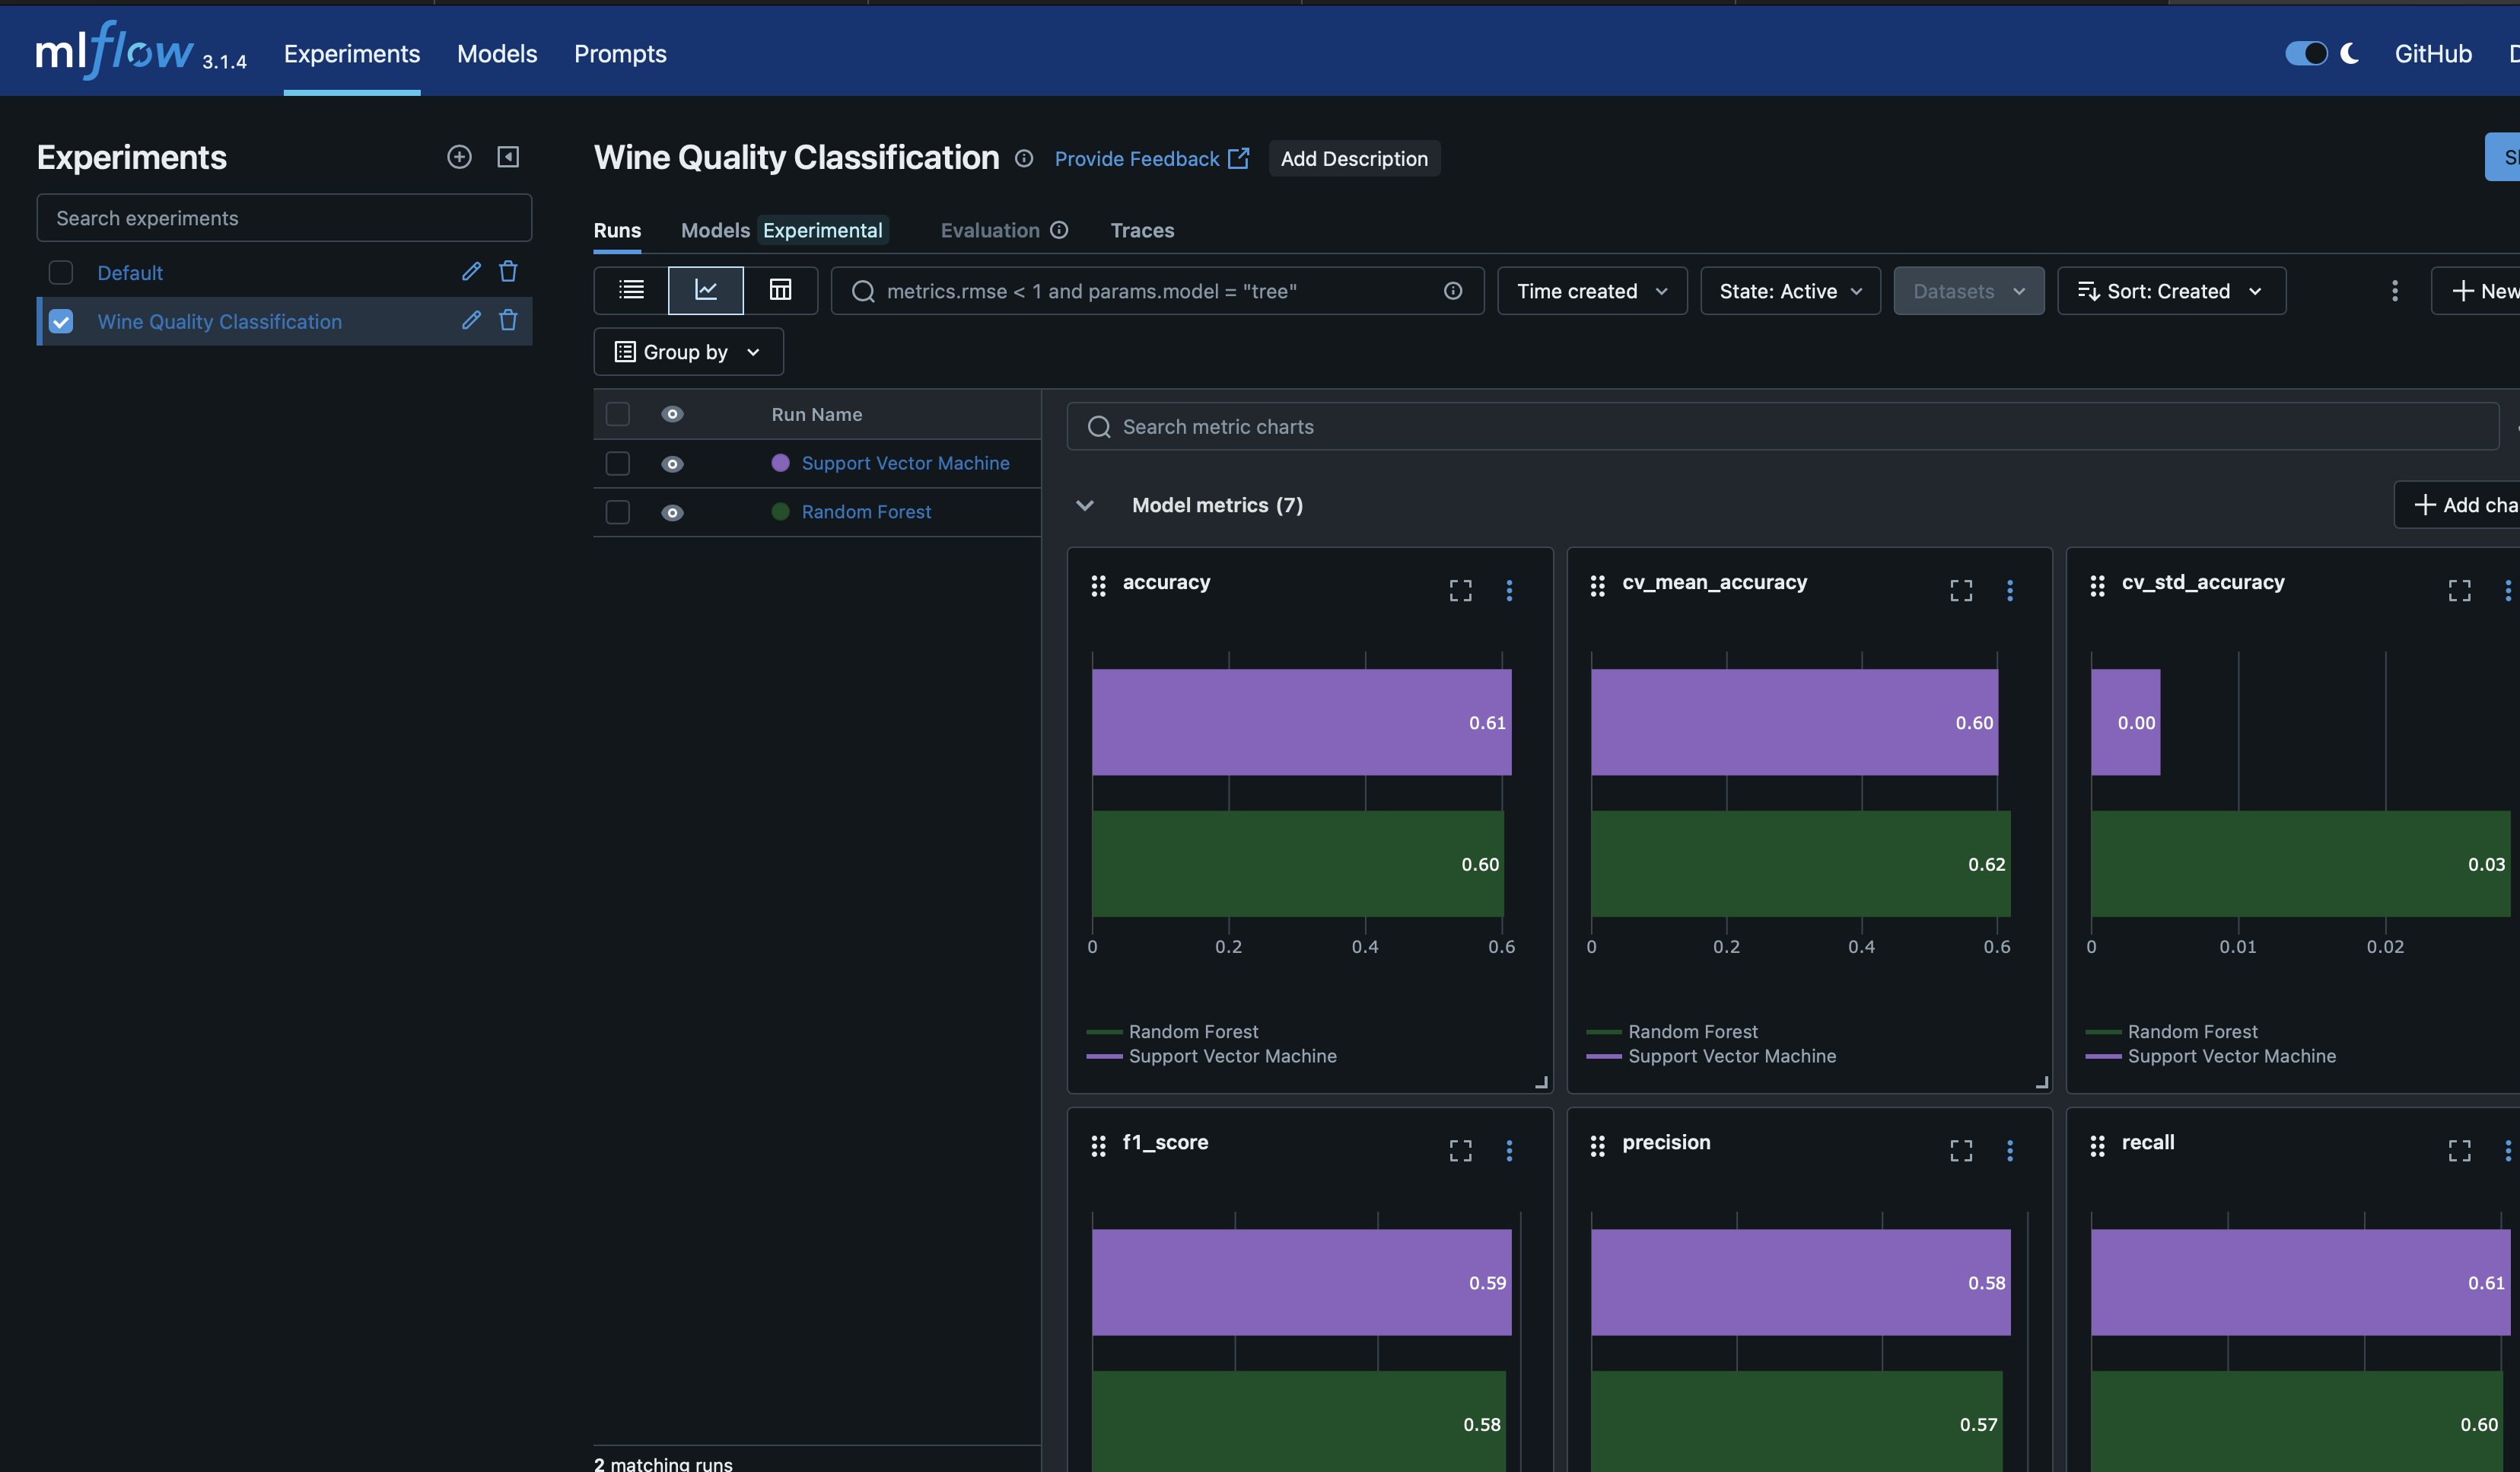 mlflow 3.1.4 Experiments Models Prompts GitHub
Experiments
Search experiments
Default
Wine Quality Classification
Wine Quality Classification Provide Feedback Add Description
Runs Models Experimental Evaluation Traces
metrics.rmse < 1 and params.model = "tree" Time created State: Active Datasets Sort: Created New
Group by
Run Name
Support Vector Machine
Random Forest
2 matching runs
Search metric charts
Model metrics (7) Add cha
accuracy
0.61
0.60
0 0.2 0.4 0.6
Random Forest
Support Vector Machine
cv_mean_accuracy
0.60
0.62
0 0.2 0.4 0.6
Random Forest
Support Vector Machine
cv_std_accuracy
0.00
0.03
0 0.01 0.02
Random Forest
Support Vector Machine
f1_score
0.59
0.58
precision
0.58
0.57
recall
0.61
0.60